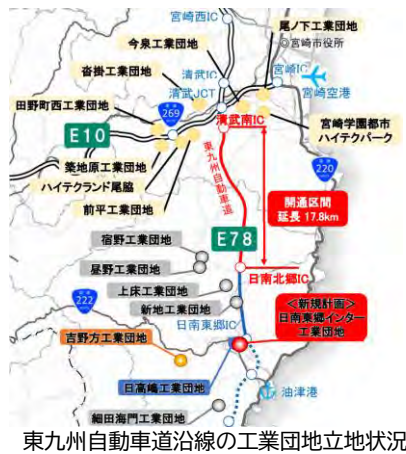 宮崎西IC
尾ノ下工業団地
今泉工業団地
宮崎市役所
沓掛工業団地
清武IC
宮崎IC
清武JCT
宮崎空港
田野町西工業団地
国道
269
清武南IC
宮崎学園都市
ハイテクパーク
E10
築地原工業団地
ハイテクランド尾脇
前平工業団地
東九州自動車道
国道
220
開通区間
延長 17.8km
宿野工業団地
E78
昼野工業団地
日南北郷IC
上床工業団地
新地工業団地
国道
222
日南東郷IC
<新規計画>
日南東郷インター
工業団地
吉野方工業団地
日高嶋工業団地
油津港
細田海門工業団地
東九州自動車道沿線の工業団地立地状況